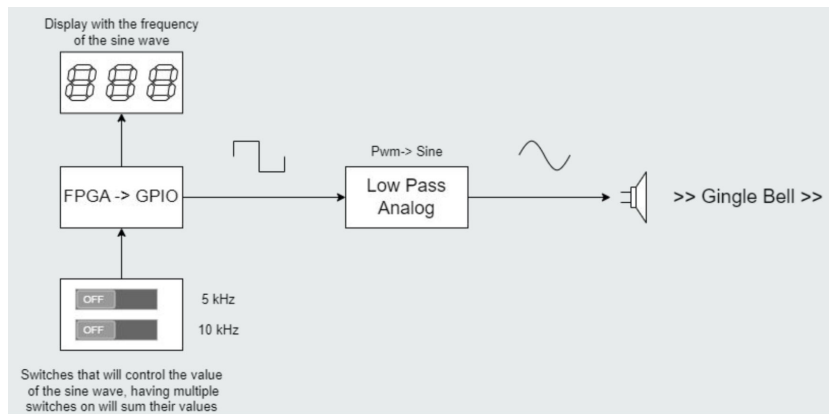 Display with the frequency
of the sine wave
888
FPGA -> GPIO
Pwm-> Sine
Low Pass
Analog
>> Gingle Bell >>
OFF
5 kHz
OFF
10 kHz
Switches that will control the value
of the sine wave, having multiple
switches on will sum their values